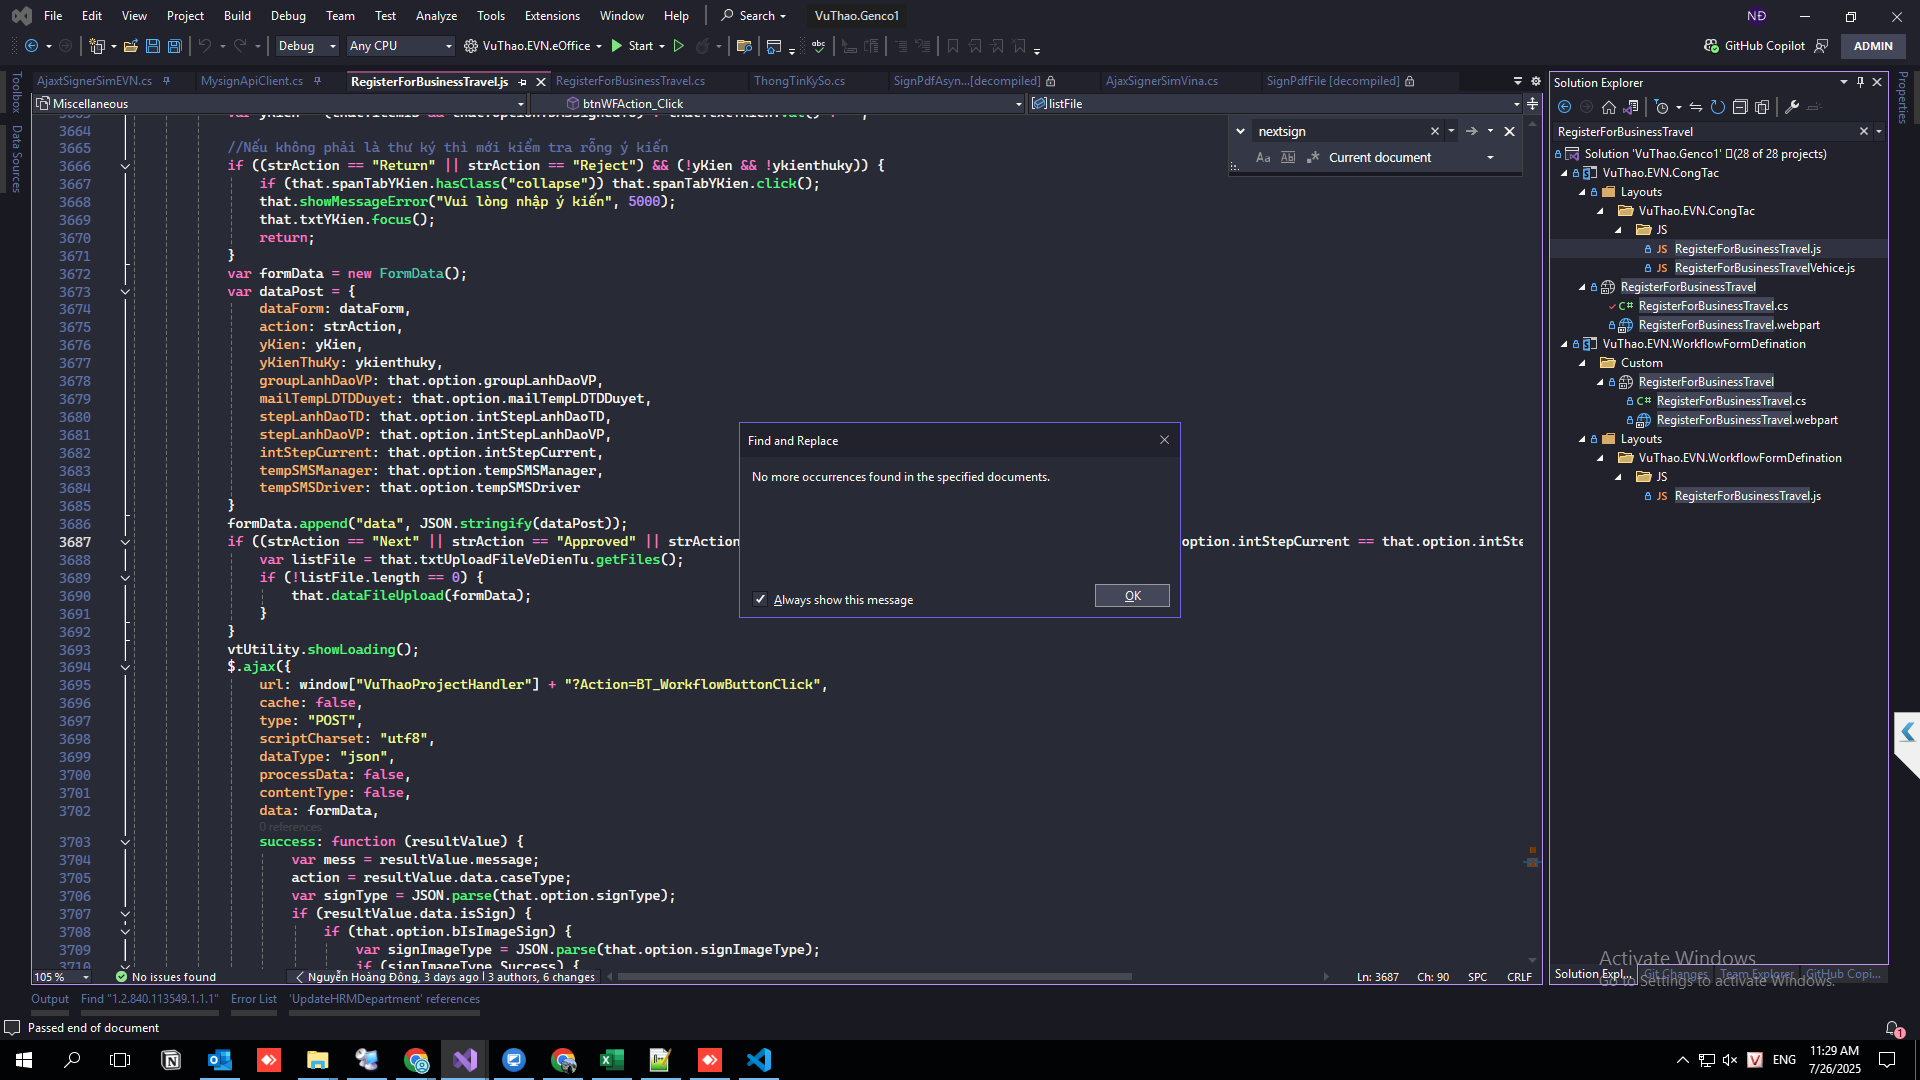 File Edit View Project Build Debug Team Test Analyze Tools Extensions Window Help Search VuThao.Genco1 NĐ
Debug Any CPU VuThao.EVN.eOffice Start GitHub Copilot ADMIN
AjaxtSignerSimEVN.cs MysignApiClient.cs RegisterForBusinessTravel.js RegisterForBusinessTravel.cs ThongTinKySo.cs SignPdfAsyn...[decompiled] AjaxSignerSimVina.cs SignPdfFile [decompiled]
Toolbox
Data Sources
Miscellaneous btnWFAction_Click listFile
nextsign
Aa Ab .* Current document
3664
3665 //Nếu không phải là thư ký thì mới kiểm tra rỗng ý kiến
3666 if ((strAction == "Return" || strAction == "Reject") && (!yKien && !ykienthuky)) {
3667 if (that.spanTabYKien.hasClass("collapse")) that.spanTabYKien.click();
3668 that.showMessageError("Vui lòng nhập ý kiến", 5000);
3669 that.txtYKien.focus();
3670 return;
3671 }
3672 var formData = new FormData();
3673 var dataPost = {
3674 dataForm: dataForm,
3675 action: strAction,
3676 yKien: yKien,
3677 yKienThuKy: ykienthuky,
3678 groupLanhDaoVP: that.option.groupLanhDaoVP,
3679 mailTempLDTDDuyet: that.option.mailTempLDTDDuyet,
3680 stepLanhDaoTD: that.option.intStepLanhDaoTD,
3681 stepLanhDaoVP: that.option.intStepLanhDaoVP,
3682 intStepCurrent: that.option.intStepCurrent,
3683 tempSMSManager: that.option.tempSMSManager,
3684 tempSMSDriver: that.option.tempSMSDriver
3685 }
3686 formData.append("data", JSON.stringify(dataPost));
3687 if ((strAction == "Next" || strAction == "Approved" || strAction option.intStepCurrent == that.option.intSte
3688 var listFile = that.txtUploadFileVeDienTu.getFiles();
3689 if (!listFile.length == 0) {
3690 that.dataFileUpload(formData);
3691 }
3692 }
3693 vtUtility.showLoading();
3694 $.ajax({
3695 url: window["VuThaoProjectHandler"] + "?Action=BT_WorkflowButtonClick",
3696 cache: false,
3697 type: "POST",
3698 scriptCharset: "utf8",
3699 dataType: "json",
3700 processData: false,
3701 contentType: false,
3702 data: formData,
0 references
3703 success: function (resultValue) {
3704 var mess = resultValue.message;
3705 action = resultValue.data.caseType;
3706 var signType = JSON.parse(that.option.signType);
3707 if (resultValue.data.isSign) {
3708 if (that.option.bIsImageSign) {
3709 var signImageType = JSON.parse(that.option.signImageType);
3710 if (signImageType.Success) {
Find and Replace
No more occurrences found in the specified documents.
Always show this message
OK
105 % No issues found Nguyễn Hoàng Đông, 3 days ago | 3 authors, 6 changes Ln: 3687 Ch: 90 SPC CRLF
Output Find "1.2.840.113549.1.1.1" Error List 'UpdateHRMDepartment' references
Passed end of document
Solution Explorer
RegisterForBusinessTravel
Solution 'VuThao.Genco1' (28 of 28 projects)
VuThao.EVN.CongTac
Layouts
VuThao.EVN.CongTac
JS
JS RegisterForBusinessTravel.js
JS RegisterForBusinessTravelVehice.js
RegisterForBusinessTravel
C# RegisterForBusinessTravel.cs
RegisterForBusinessTravel.webpart
VuThao.EVN.WorkflowFormDefination
Custom
RegisterForBusinessTravel
C# RegisterForBusinessTravel.cs
RegisterForBusinessTravel.webpart
Layouts
VuThao.EVN.WorkflowFormDefination
JS
JS RegisterForBusinessTravel.js
Solution Expl... Git Changes Team Explorer GitHub Copi...
Properties
Activate Windows
Go to Settings to activate Windows.
1
ENG
11:29 AM
7/26/2025